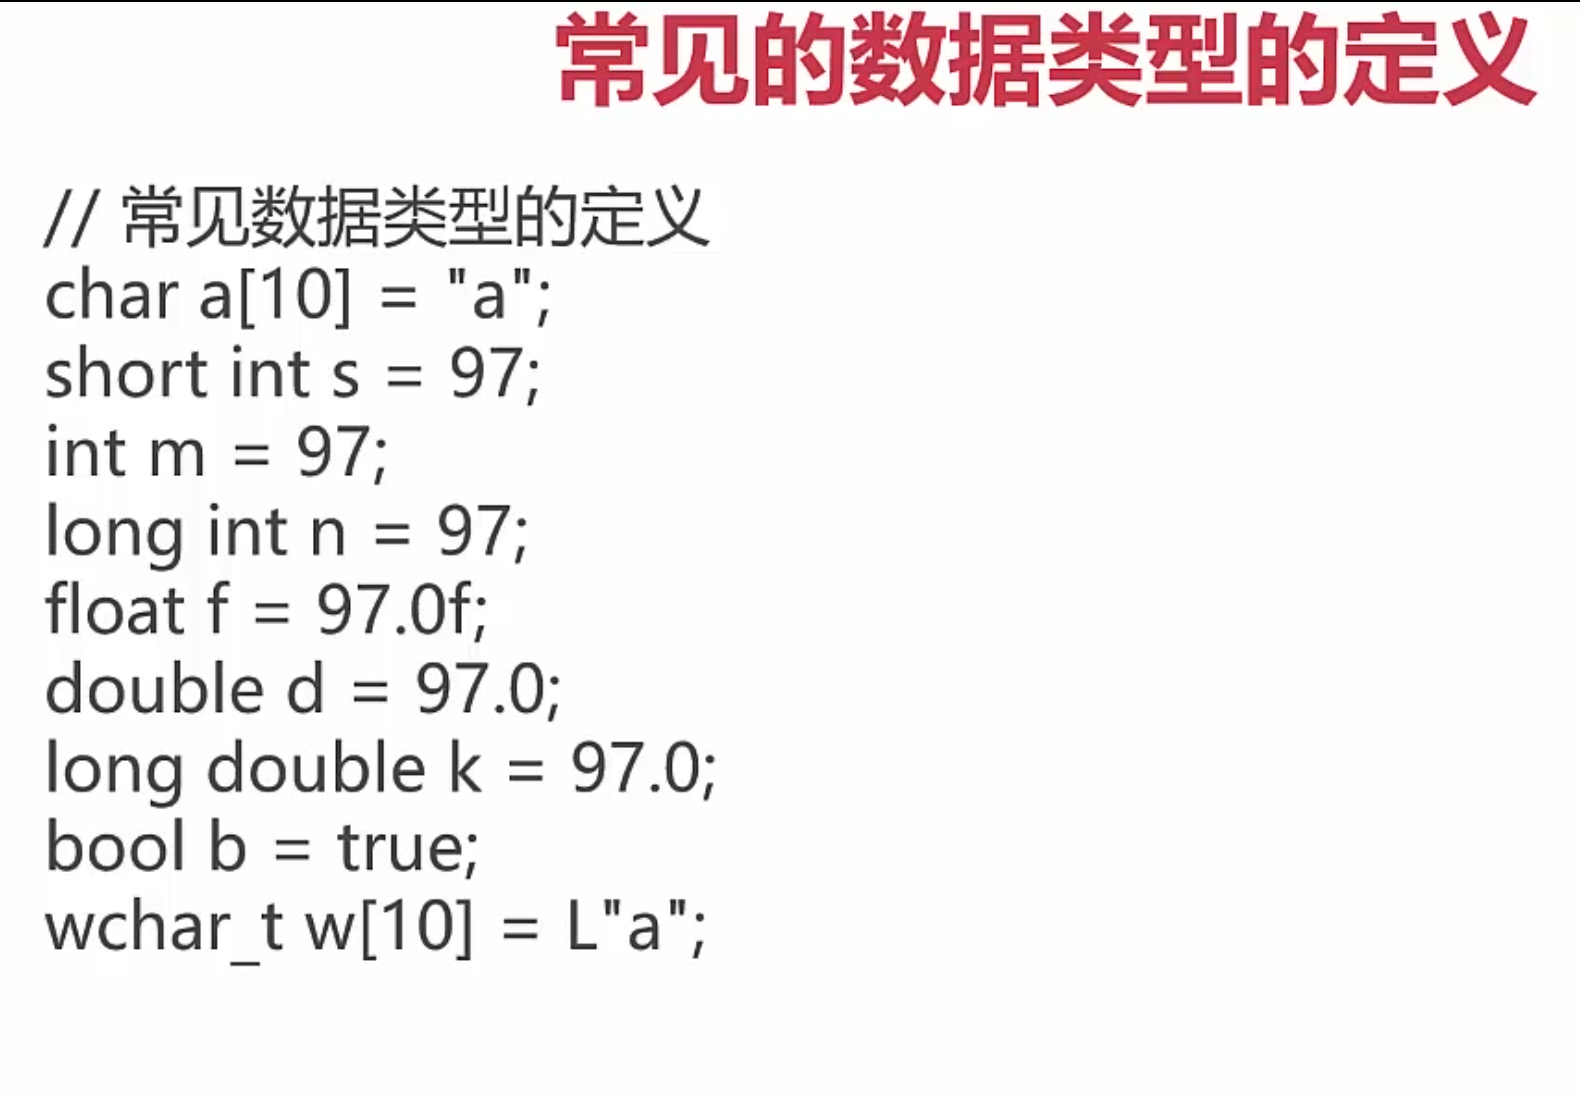 常见的数据类型的定义
// 常见数据类型的定义
char a[10] = "a";
short int s = 97;
int m = 97;
long int n = 97;
float f = 97.0f;
double d = 97.0;
long double k = 97.0;
bool b = true;
wchar_t w[10] = L"a";